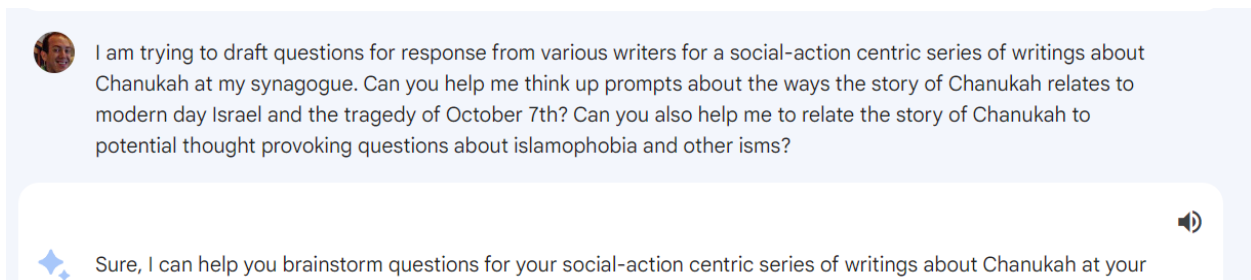 I am trying to draft questions for response from various writers for a social-action centric series of writings about
Chanukah at my synagogue. Can you help me think up prompts about the ways the story of Chanukah relates to
modern day Israel and the tragedy of October 7th? Can you also help me to relate the story of Chanukah to
potential thought provoking questions about islamophobia and other isms?
Sure, I can help you brainstorm questions for your social-action centric series of writings about Chanukah at your